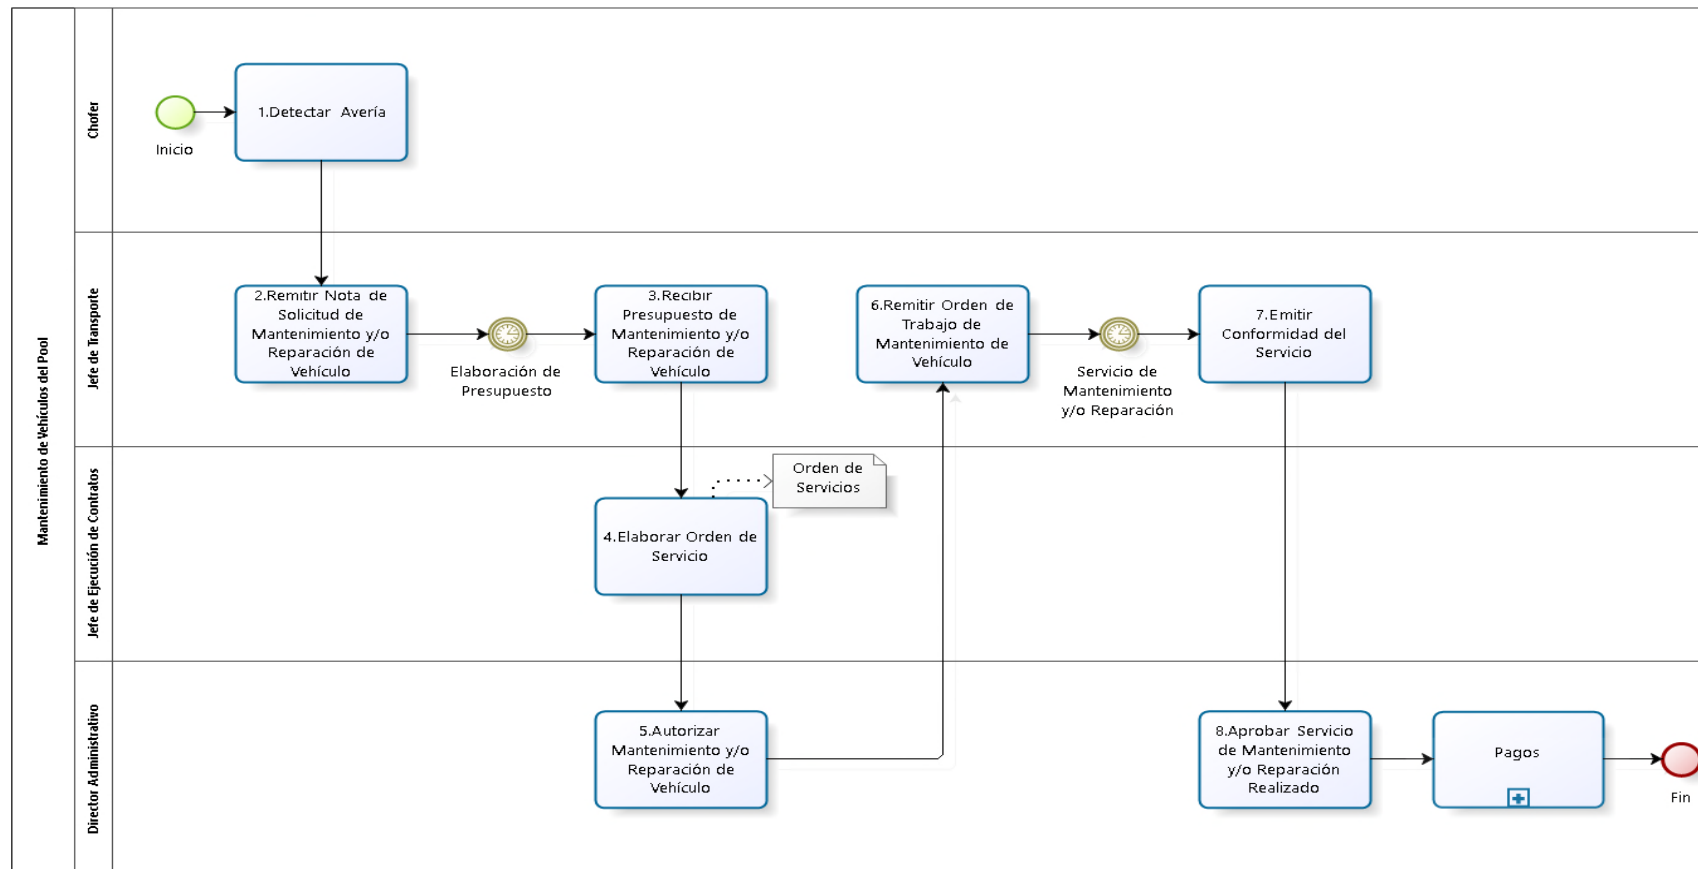 Mantenimiento de Vehículos del Pool
Chofer
Inicio
1.Detectar Avería
Jefe de Transporte
2.Remitir Nota de
Solicitud de
Mantenimiento y/o
Reparación de
Vehículo
Elaboración de
Presupuesto
3.Recibir
Presupuesto de
Mantenimiento y/o
Reparación de
Vehículo
6.Remitir Orden de
Trabajo de
Mantenimiento de
Vehículo
Servicio de
Mantenimiento
y/o Reparación
7.Emitir
Conformidad del
Servicio
Jefe de Ejecución de Contratos
Orden de
Servicios
4.Elaborar Orden de
Servicio
Director Administrativo
5.Autorizar
Mantenimiento y/o
Reparación de
Vehículo
8.Aprobar Servicio
de Mantenimiento
y/o Reparación
Realizado
Pagos
Fin